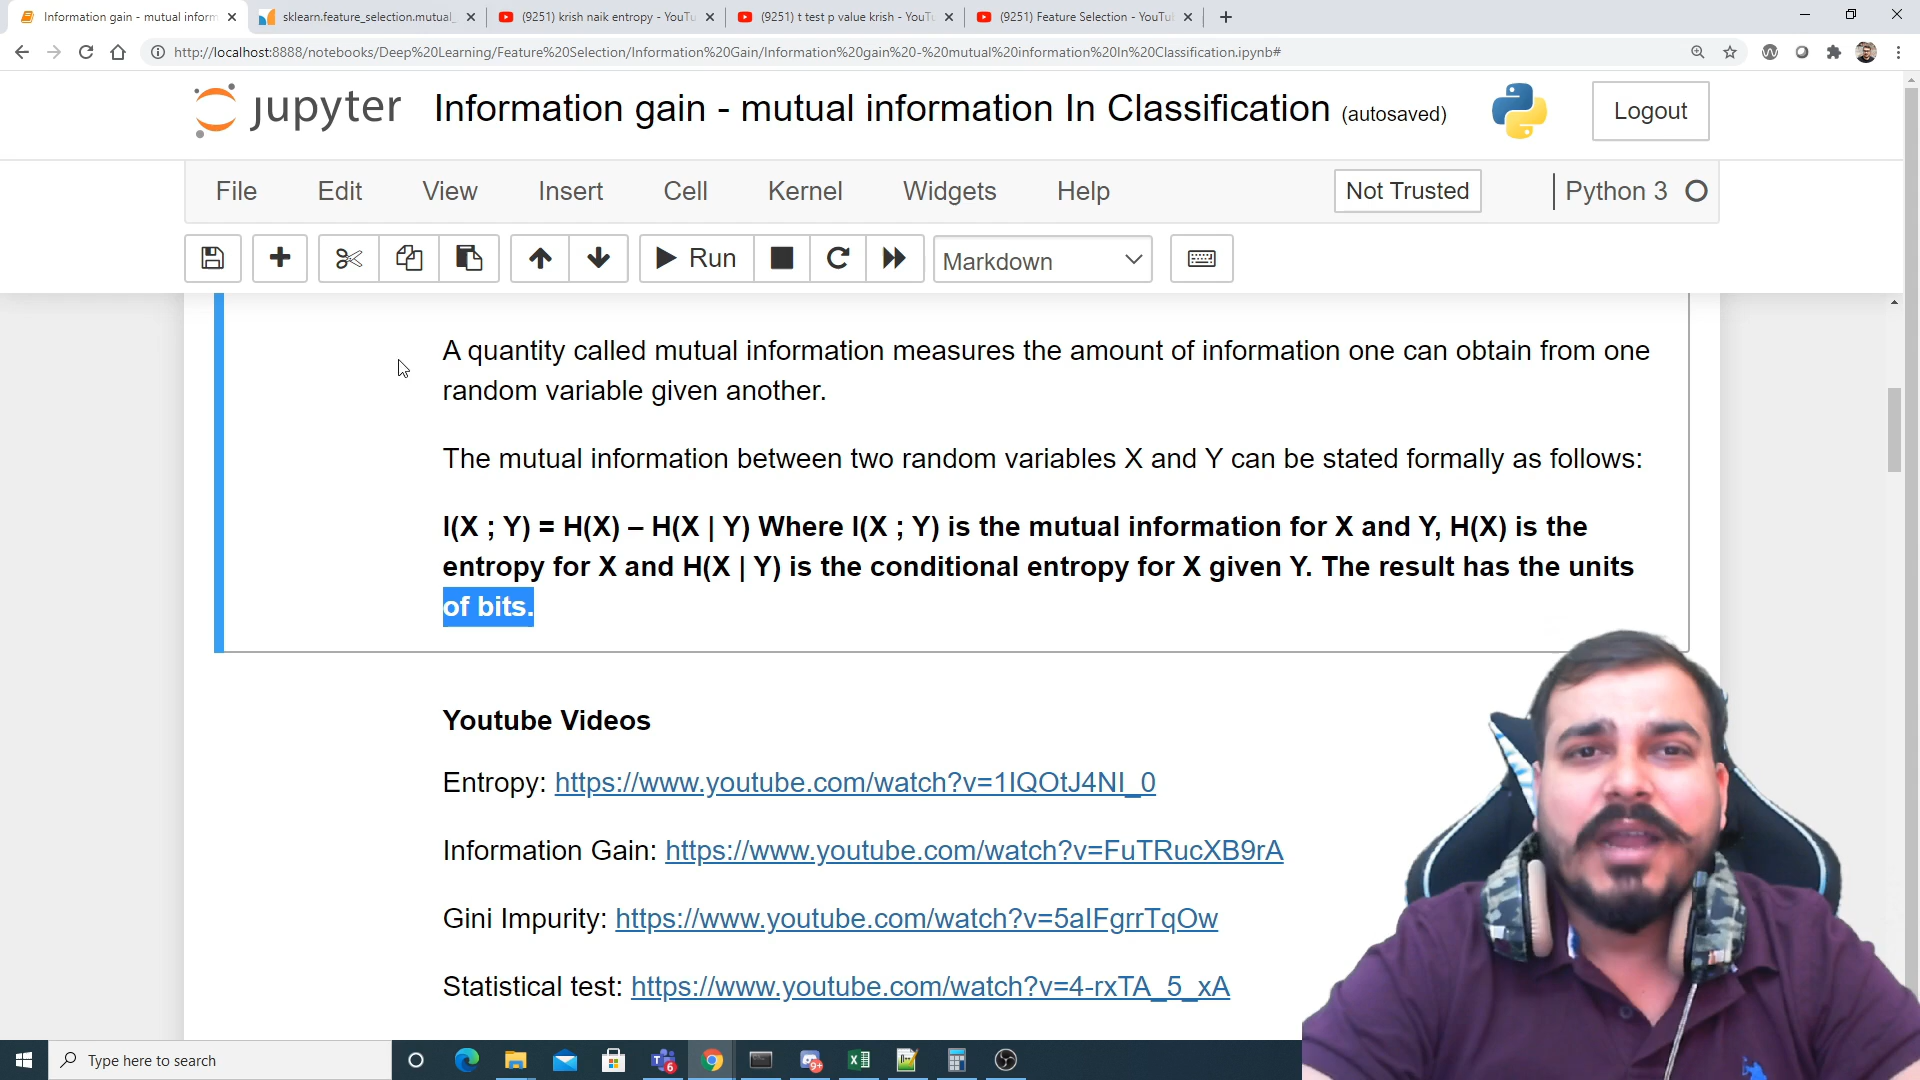 Information gain - mutual inform
sklearn.feature_selection.mutual_
(9251) krish naik entropy - YouTu
(9251) t test p value krish - YouTu
(9251) Feature Selection - YouTu
http://localhost:8888/notebooks/Deep%20Learning/Feature%20Selection/Information%20Gain/Information%20gain%20-%20mutual%20information%20In%20Classification.ipynb#
jupyter Information gain - mutual information In Classification (autosaved) Logout
File Edit View Insert Cell Kernel Widgets Help Not Trusted Python 3
Run Markdown
A quantity called mutual information measures the amount of information one can obtain from one
random variable given another.
The mutual information between two random variables X and Y can be stated formally as follows:
I(X ; Y) = H(X) – H(X | Y) Where I(X ; Y) is the mutual information for X and Y, H(X) is the
entropy for X and H(X | Y) is the conditional entropy for X given Y. The result has the units
of bits.
Youtube Videos
Entropy: https://www.youtube.com/watch?v=1IQOtJ4NI_0
Information Gain: https://www.youtube.com/watch?v=FuTRucXB9rA
Gini Impurity: https://www.youtube.com/watch?v=5aIFgrrTqOw
Statistical test: https://www.youtube.com/watch?v=4-rxTA_5_xA
Type here to search
6
9+